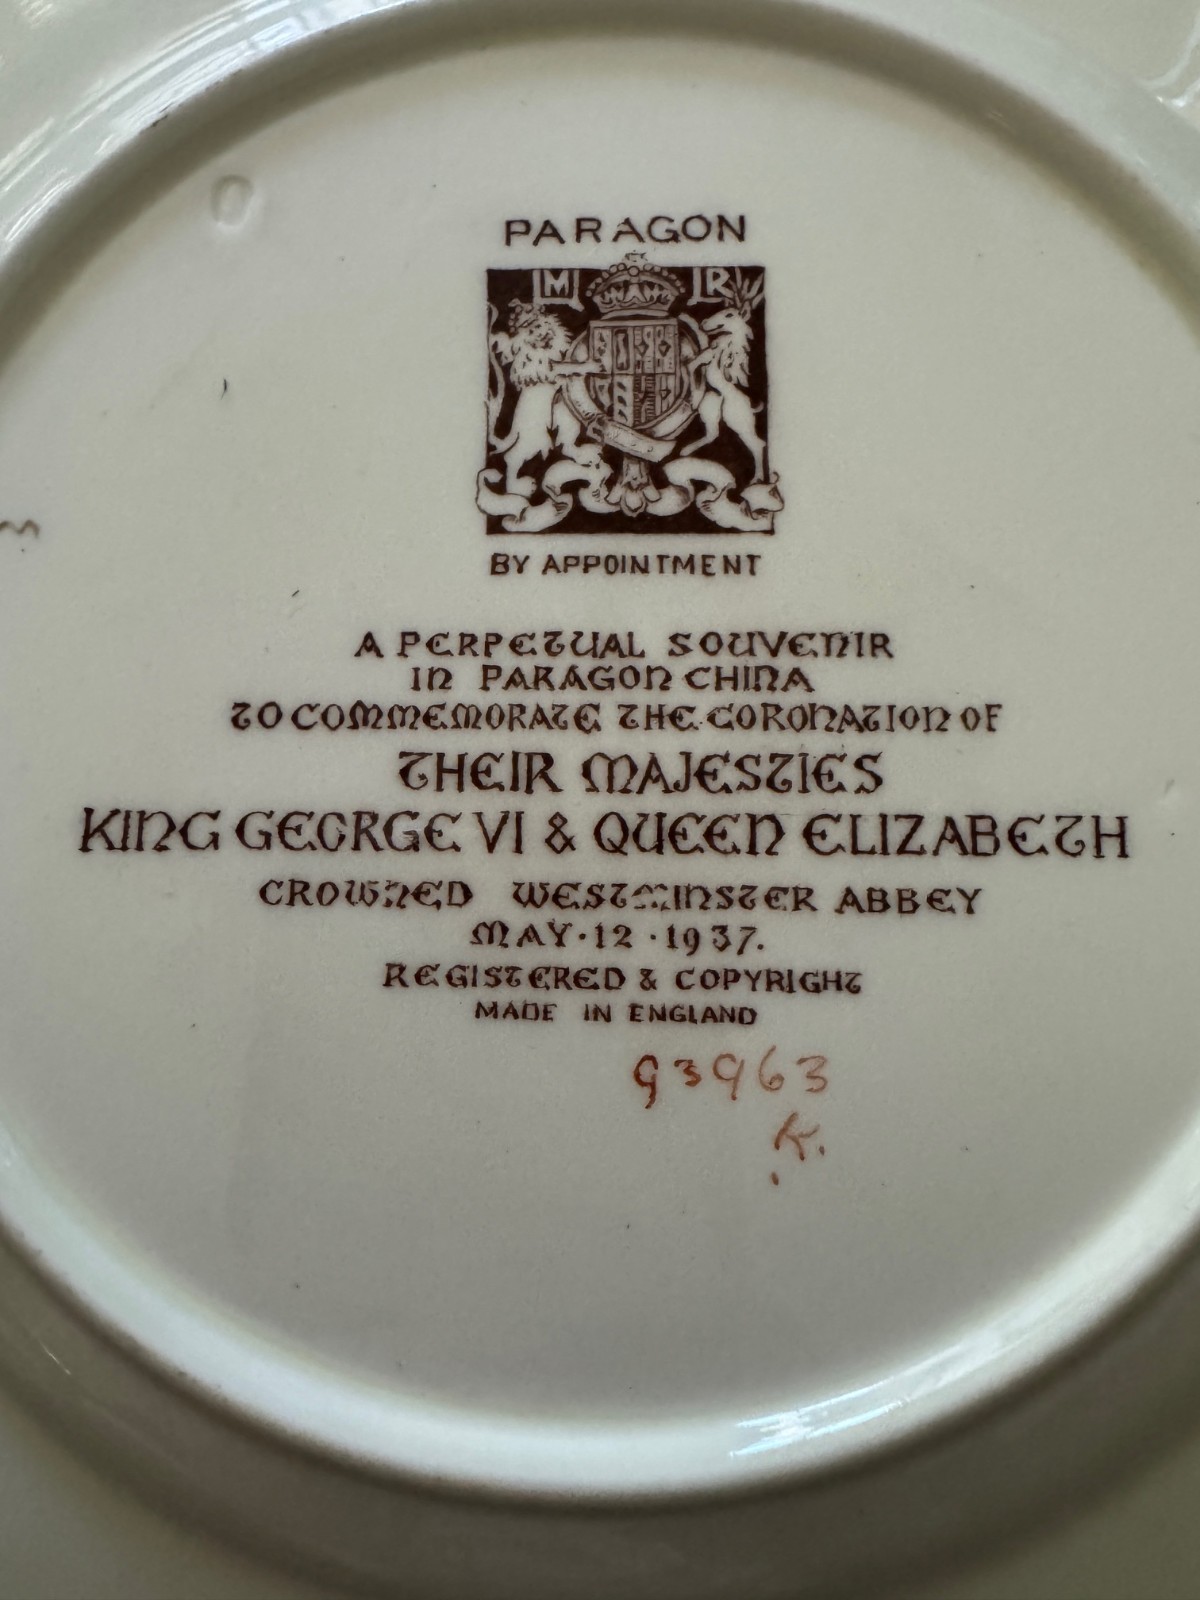 PARAGON
M R
BY APPOINTMENT
A PERPETUAL SOUVENIR
IN PARAGON CHINA
TO COMMEMORATE THE CORONATION OF
THEIR MAJESTIES
KING GEORGE VI & QUEEN ELIZABETH
CROWNED WESTMINSTER ABBEY
MAY·12·1937.
REGISTERED & COPYRIGHT
MADE IN ENGLAND
G3963
K.